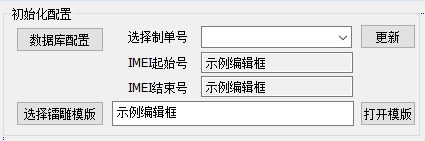 初始化配置
数据库配置 选择制单号 更新
IMEI起始号 示例编辑框
IMEI结束号 示例编辑框
选择镭雕模版 示例编辑框 打开模版